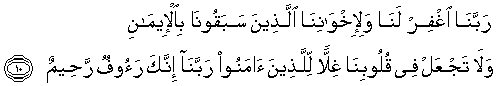 رَبَّنَا ٱغْفِرْ لَنَا وَلِإِخْوَٰنِنَا ٱلَّذِينَ سَبَقُونَا بِٱلْإِيمَـٰنِ
وَلَا تَجْعَلْ فِى قُلُوبِنَا غِلًّا لِّلَّذِينَ ءَامَنُوا۟ رَبَّنَآ إِنَّكَ رَءُوفٌ رَّحِيمٌ ١٠